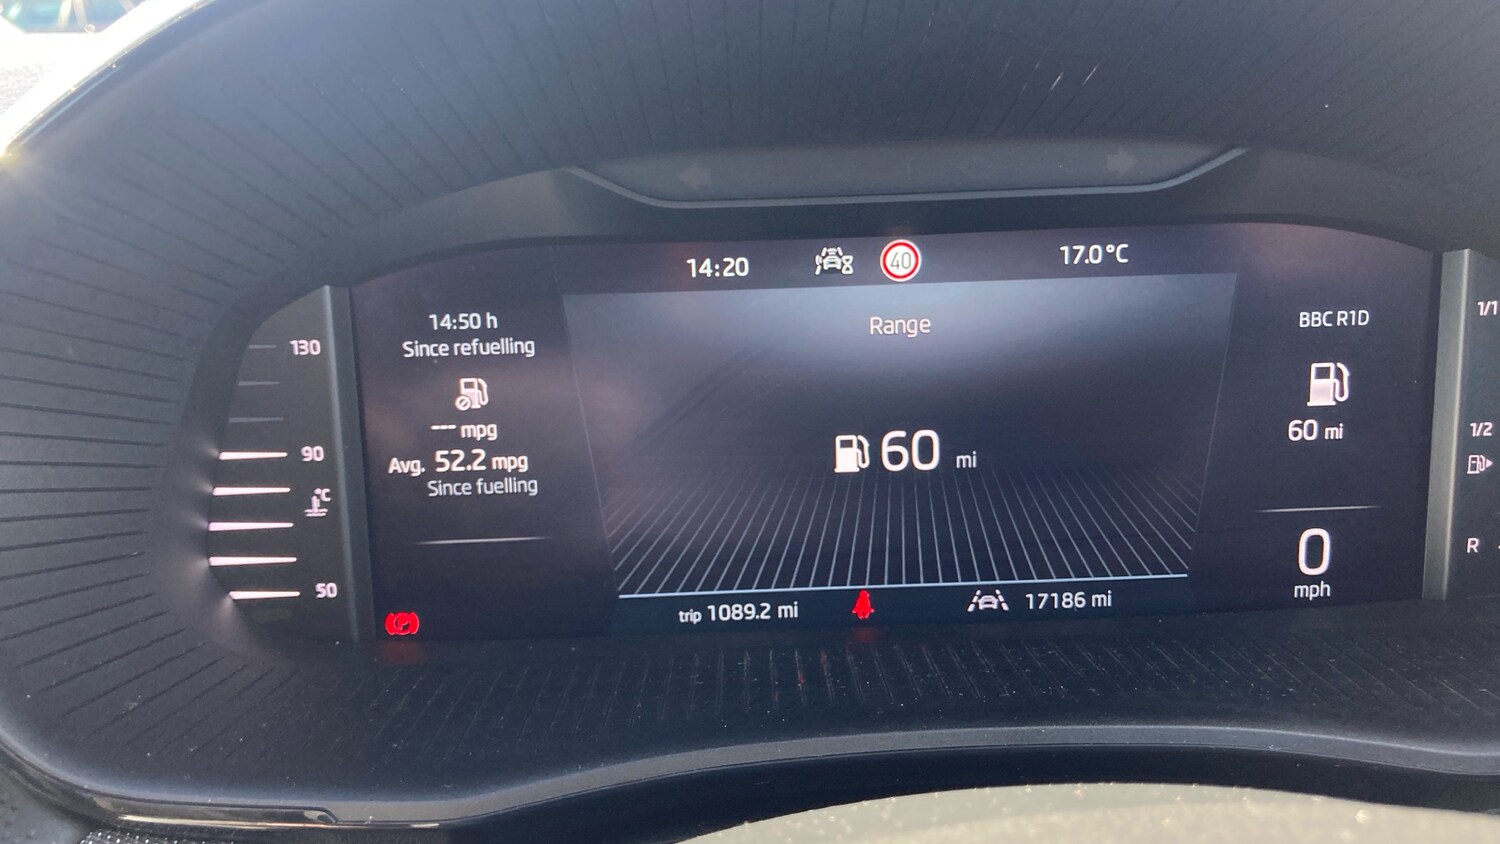 14:20
40
17.0°C
14:50 h
Since refuelling
--- mpg
Avg. 52.2 mpg
Since fuelling
Range
60 mi
BBC R1D
60 mi
0
mph
trip 1089.2 mi
17186 mi
130
90
°C
50
1/1
1/2
R
P